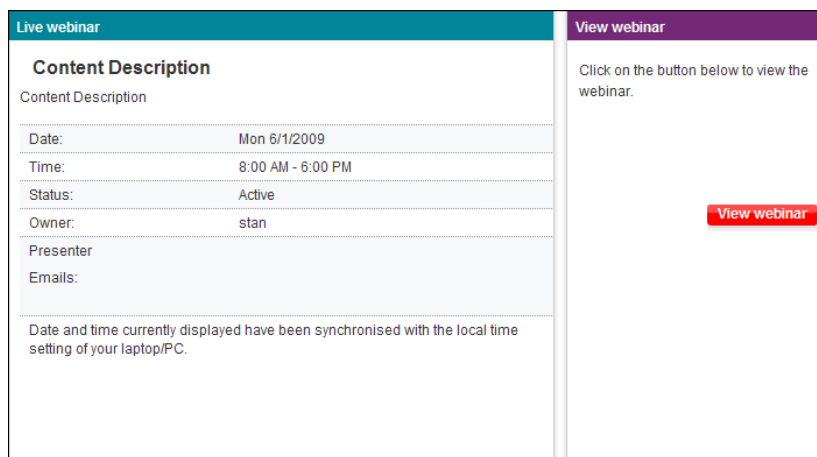 Live webinar
Content Description
Content Description
Date: Mon 6/1/2009
Time: 8:00 AM - 6:00 PM
Status: Active
Owner: stan
Presenter
Emails:
Date and time currently displayed have been synchronised with the local time
setting of your laptop/PC.
View webinar
Click on the button below to view the
webinar.
View webinar